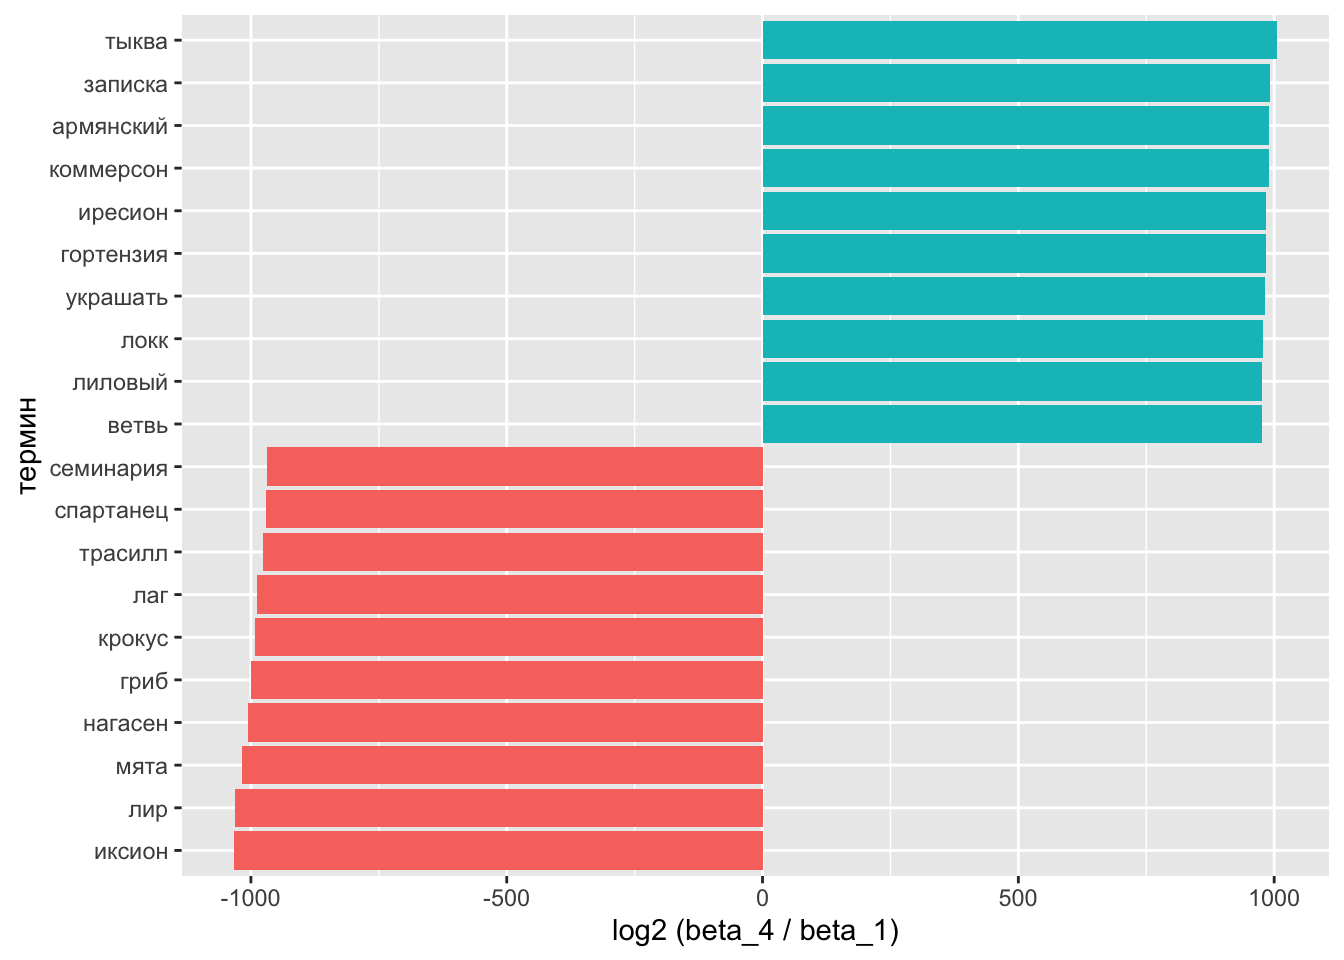 тыква
записка
армянский
коммерсон
иресион
гортензия
украшать
локк
лиловый
ветвь
семинария
спартанец
трасилл
лаг
крокус
гриб
нагасен
мята
лир
иксион
термин
-1000
-500
0
500
1000
log2 (beta_4 / beta_1)